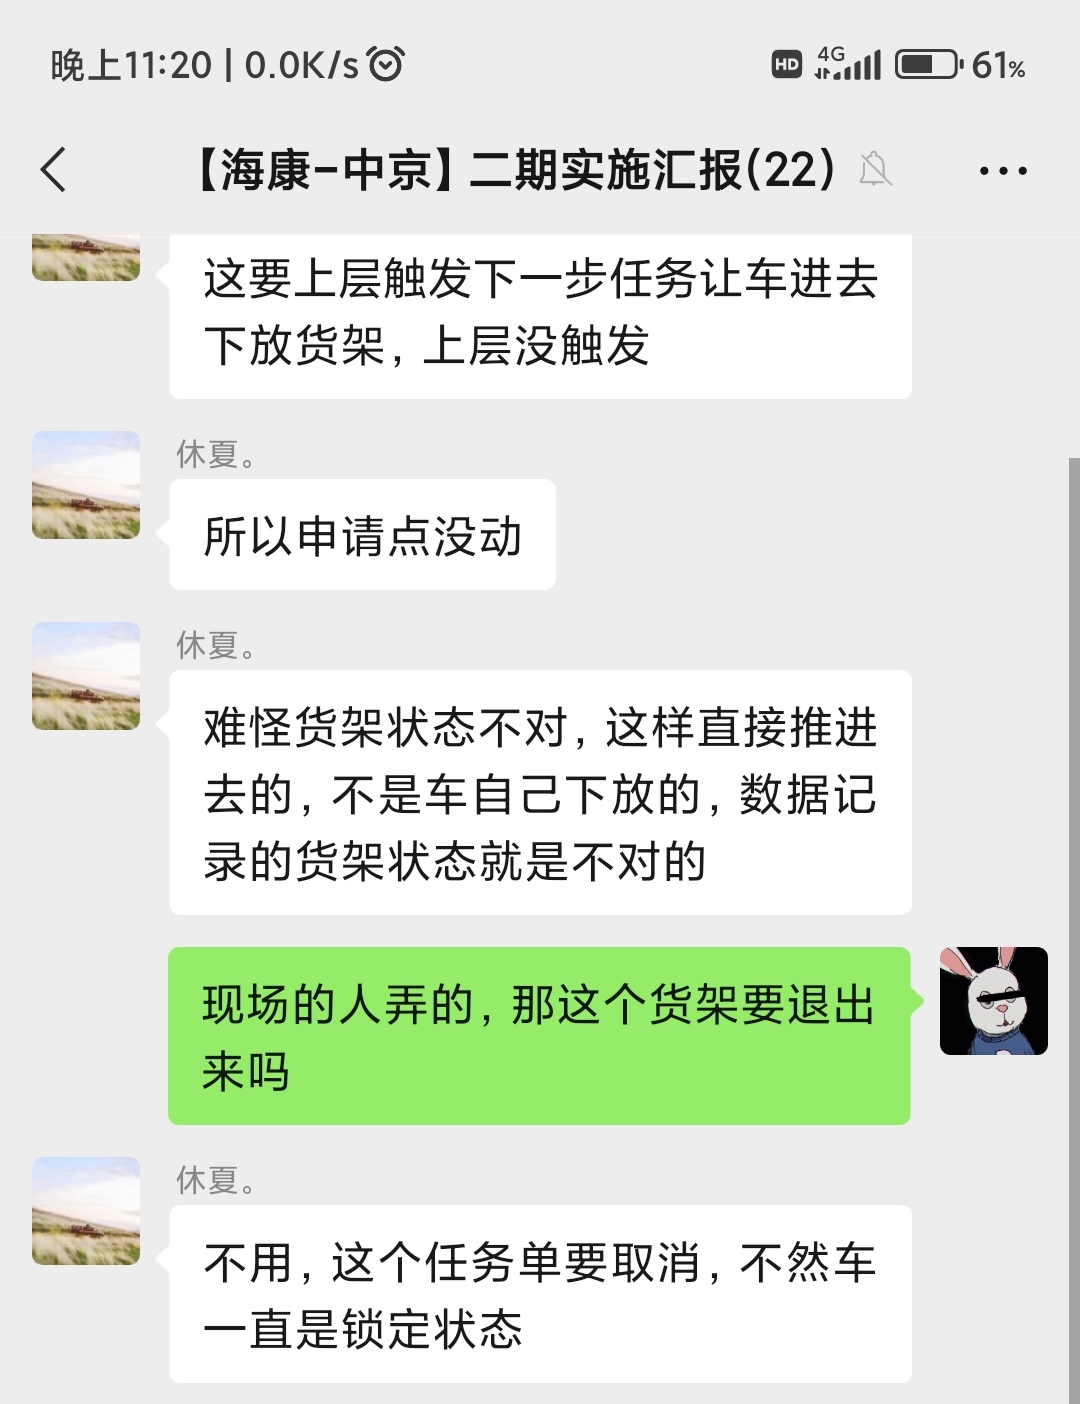 晚上11:20 | 0.0K/s
HD 4G 61%
【海康-中京】二期实施汇报(22)
这要上层触发下一步任务让车进去
下放货架，上层没触发
休夏。
所以申请点没动
休夏。
难怪货架状态不对，这样直接推进
去的，不是车自己下放的，数据记
录的货架状态就是不对的
现场的人弄的，那这个货架要退出
来吗
休夏。
不用，这个任务单要取消，不然车
一直是锁定状态